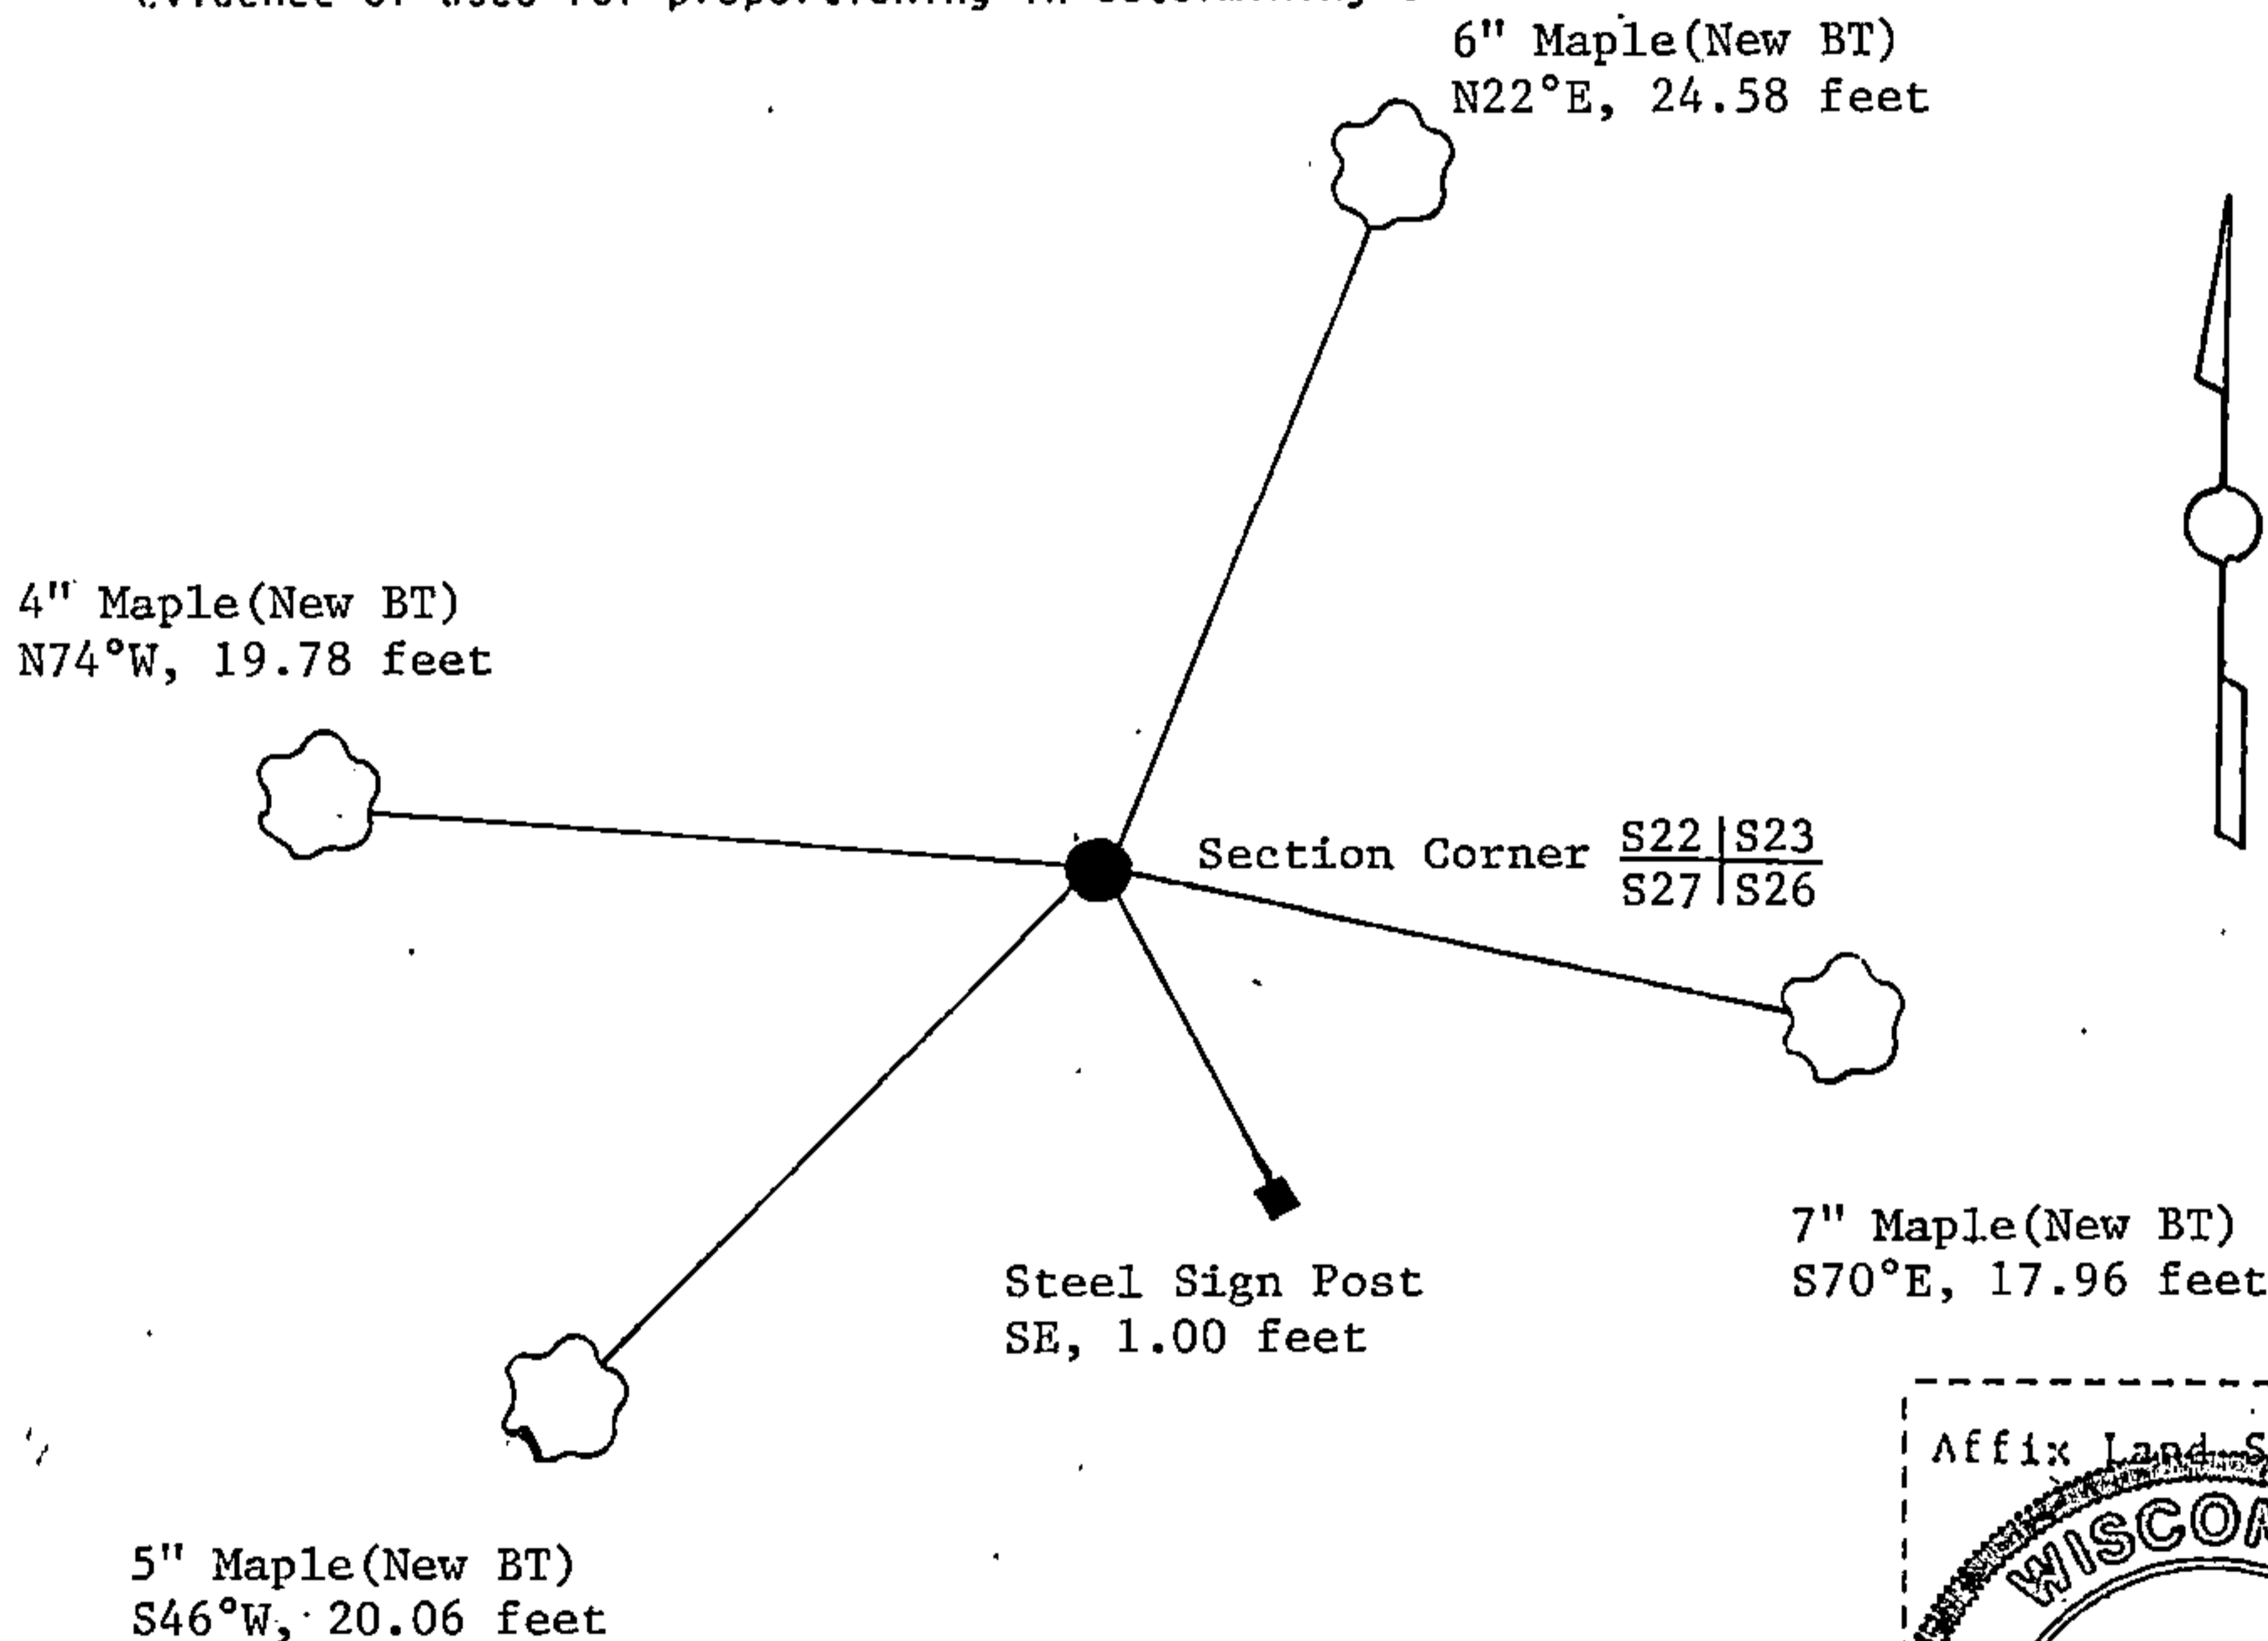 6" Maple(New BT)
N22°E, 24.58 feet
4" Maple(New BT)
N74°W, 19.78 feet
Section Corner S22 S23
S27 S26
7" Maple(New BT)
S70°E, 17.96 feet
Steel Sign Post
SE, 1.00 feet
5" Maple(New BT)
S46°W, 20.06 feet
Affix Land S
WISCON